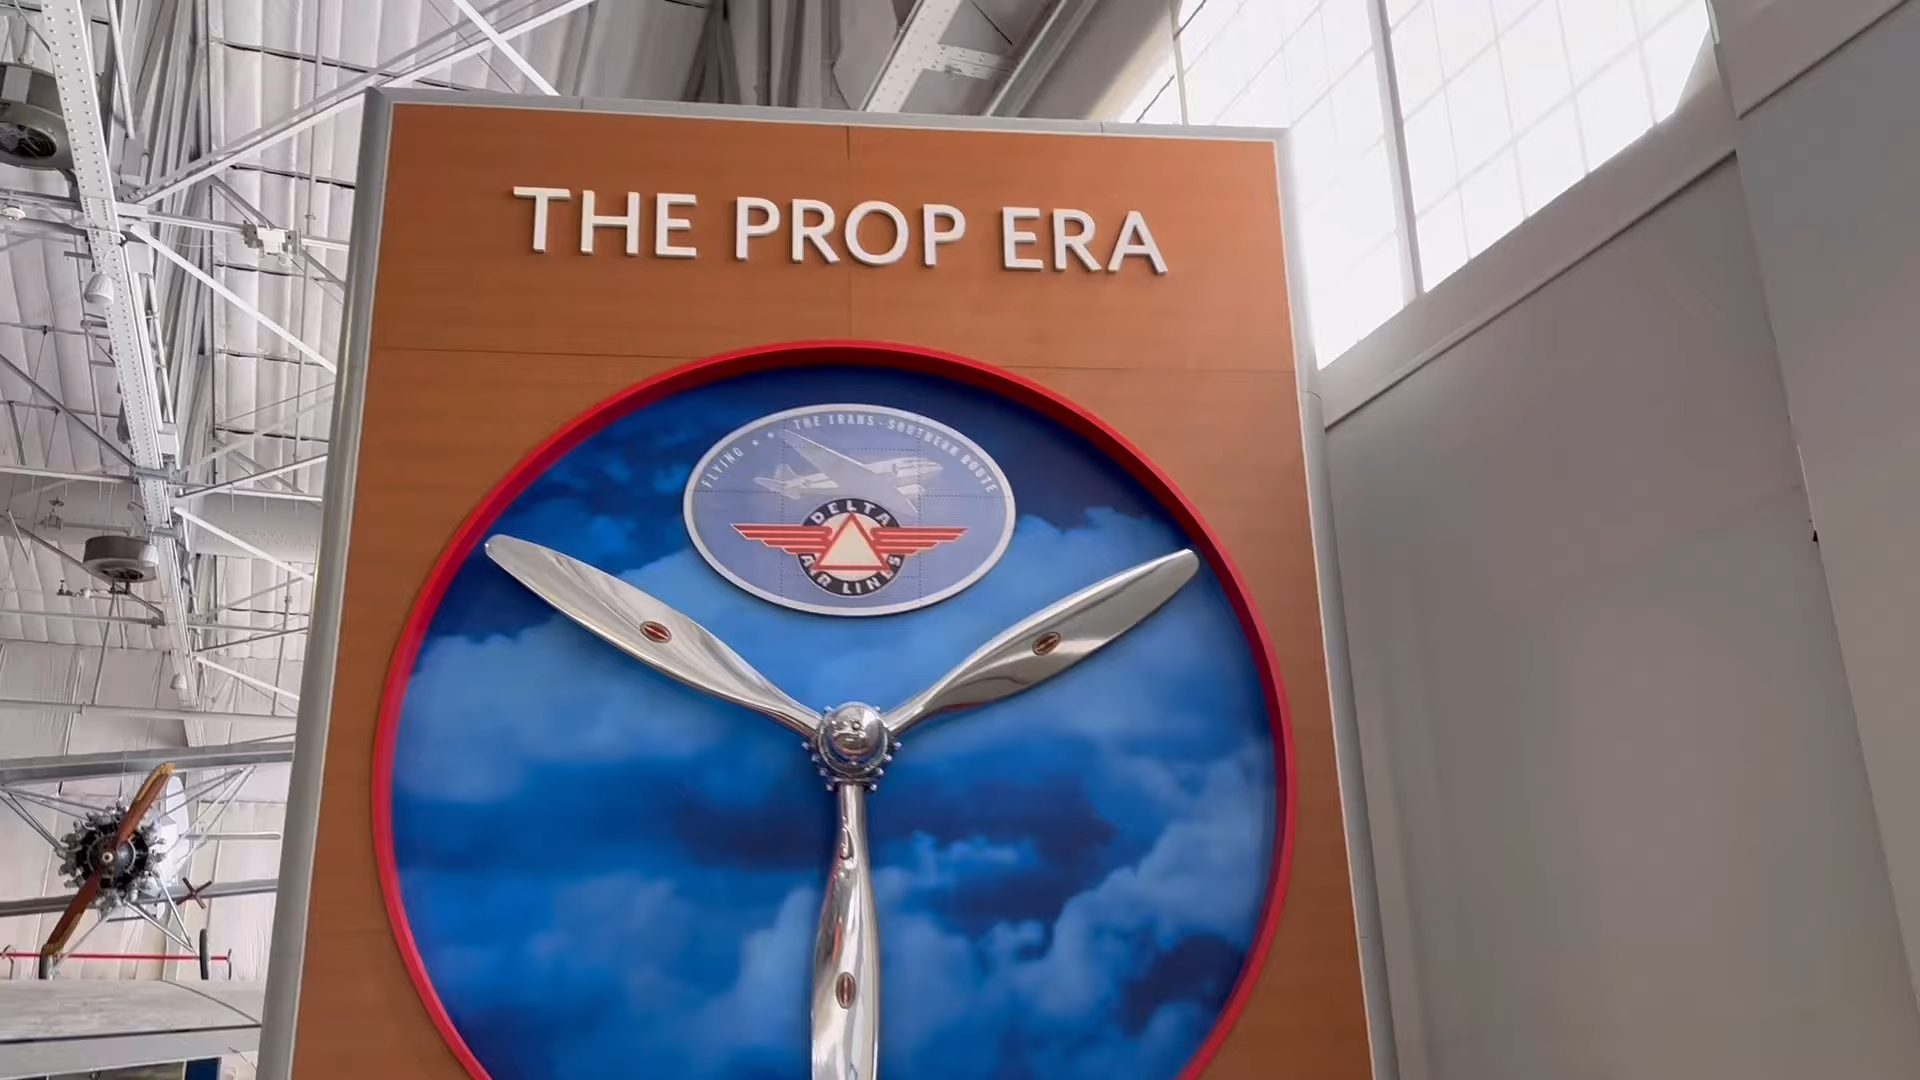 THE PROP ERA
FLYING ★ ★ THE TRANS-SOUTHERN ROUTE
DELTA
AIR LINES